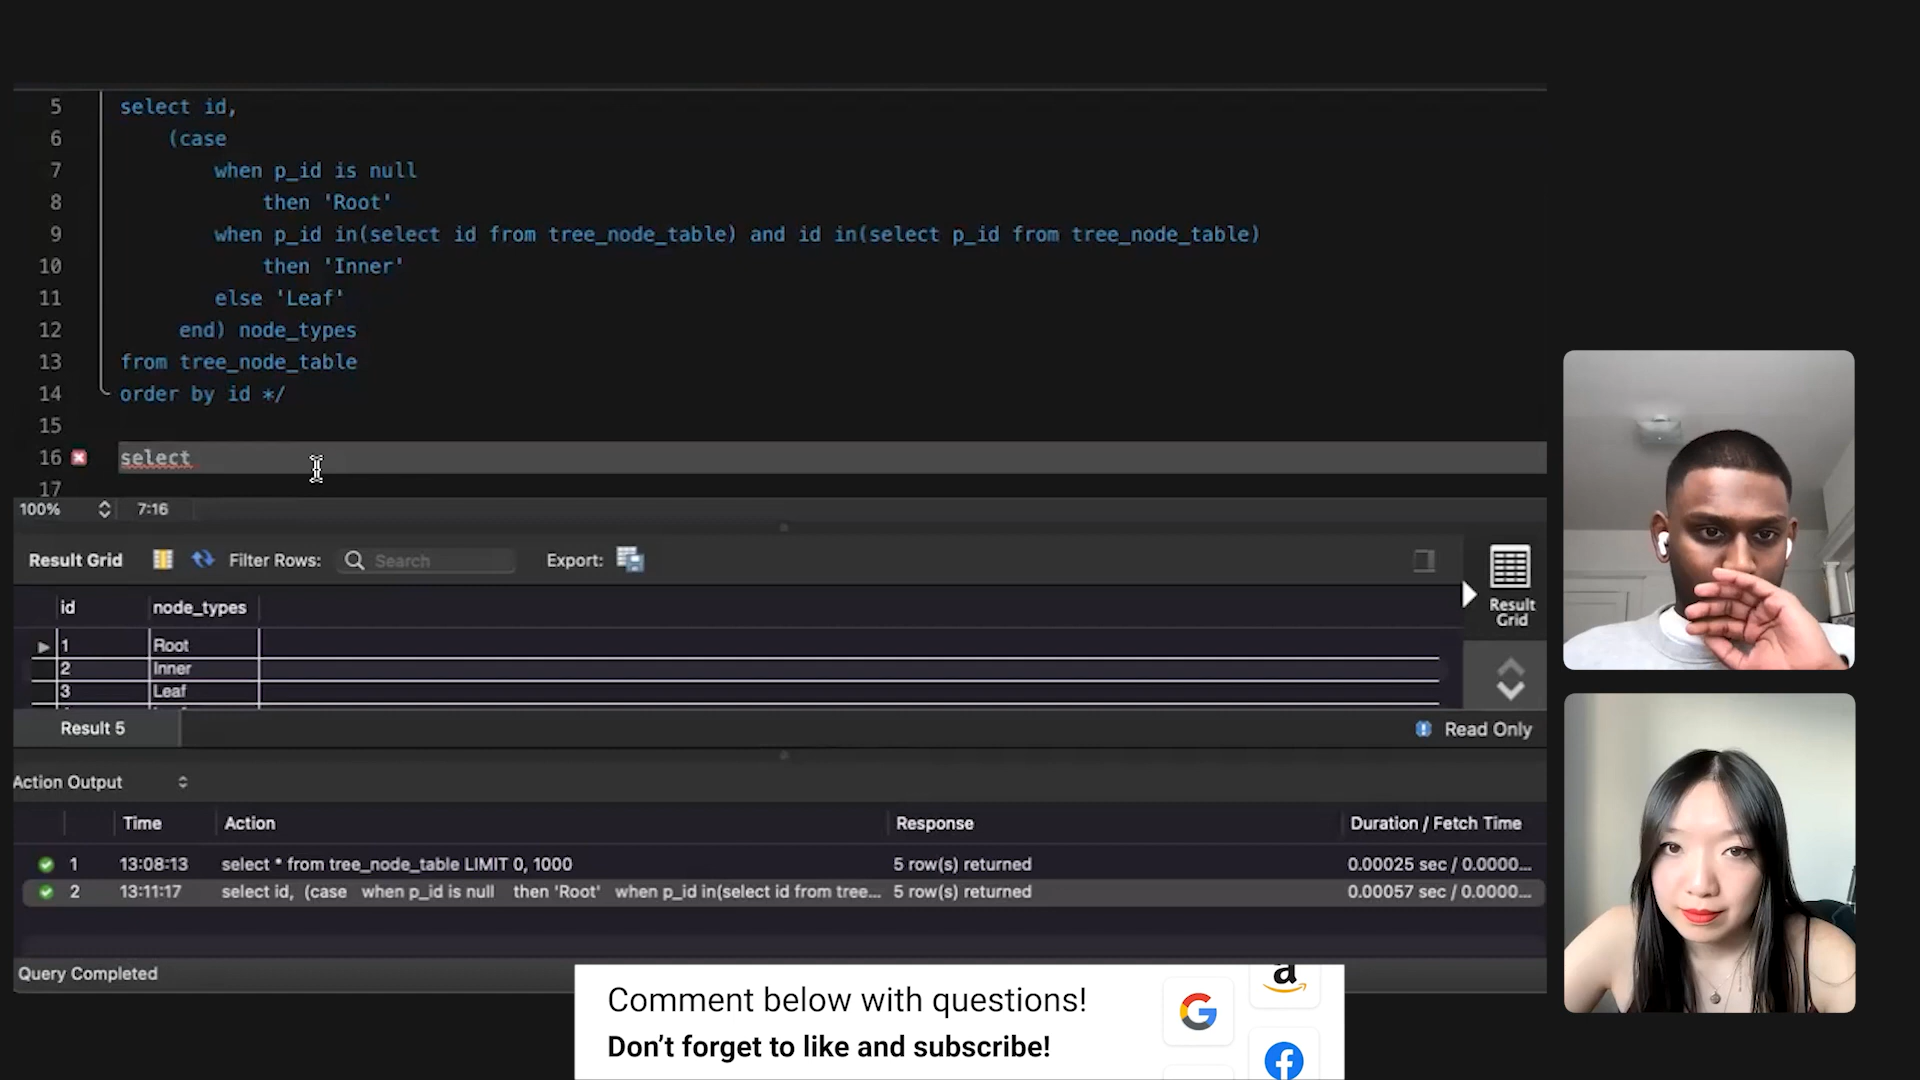 5 select id,
6 (case
7 when p_id is null
8 then 'Root'
9 when p_id in(select id from tree_node_table) and id in(select p_id from tree_node_table)
10 then 'Inner'
11 else 'Leaf'
12 end) node_types
13 from tree_node_table
14 order by id */
15
16 select
17
100% 7:16
Result Grid Filter Rows: Search Export:
Result Grid
id node_types
1 Root
2 Inner
3 Leaf
Result 5 Read Only
Action Output
Time Action Response Duration / Fetch Time
1 13:08:13 select * from tree_node_table LIMIT 0, 1000 5 row(s) returned 0.00025 sec / 0.0000...
2 13:11:17 select id, (case when p_id is null then 'Root' when p_id in(select id from tree... 5 row(s) returned 0.00057 sec / 0.0000...
Query Completed
Comment below with questions!
Don't forget to like and subscribe!